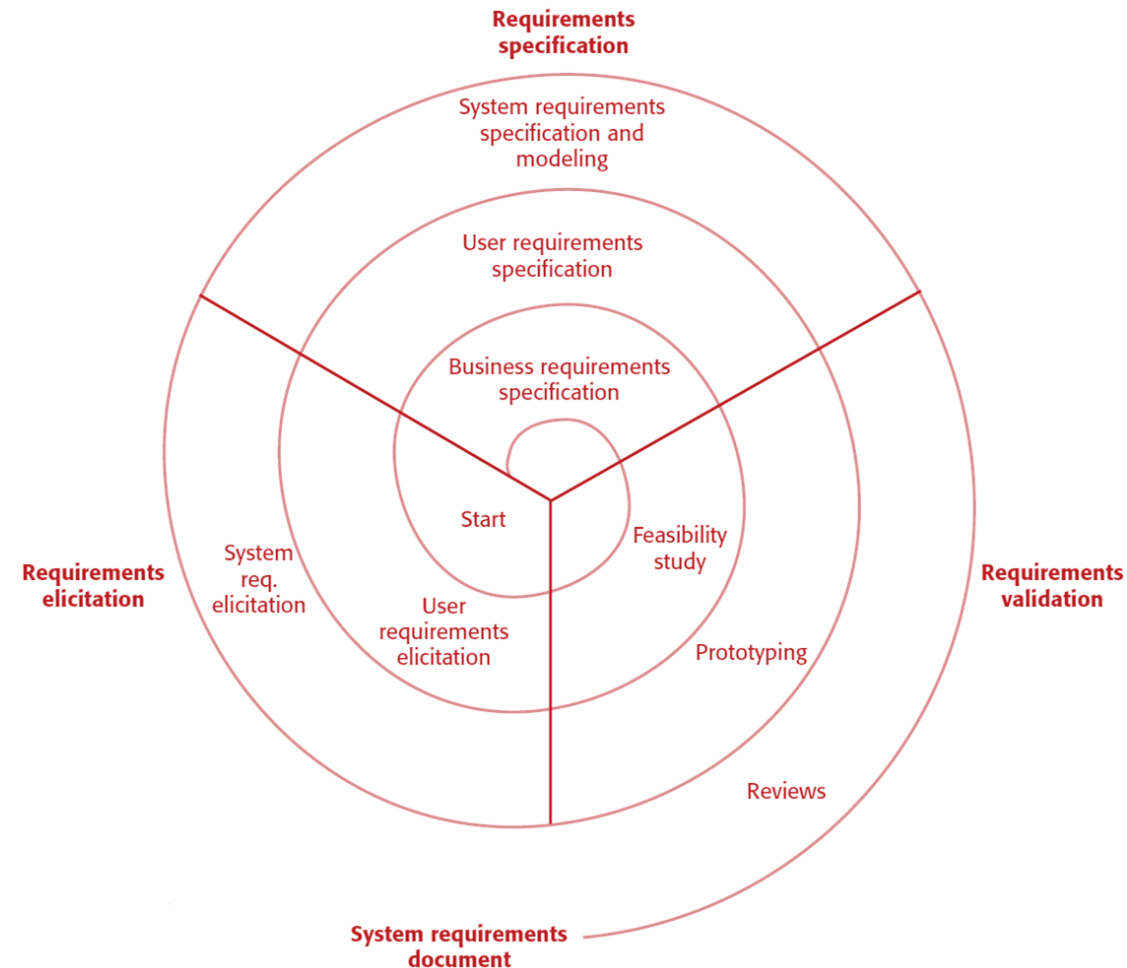 Requirements
specification
System requirements
specification and
modeling
User requirements
specification
Business requirements
specification
Start
Feasibility
study
System
req.
elicitation
Requirements
elicitation
Requirements
validation
User
requirements
elicitation
Prototyping
Reviews
System requirements
document